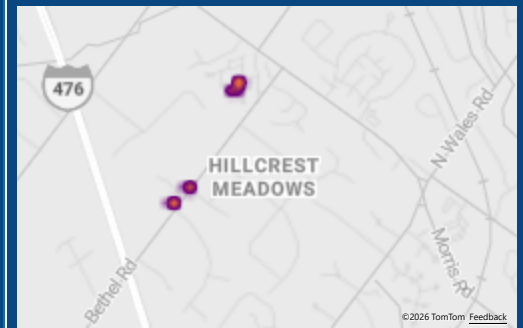 476
N Wales Rd
HILLCREST
MEADOWS
Morris Rd
Bethel Rd
©2026 TomTom Feedback